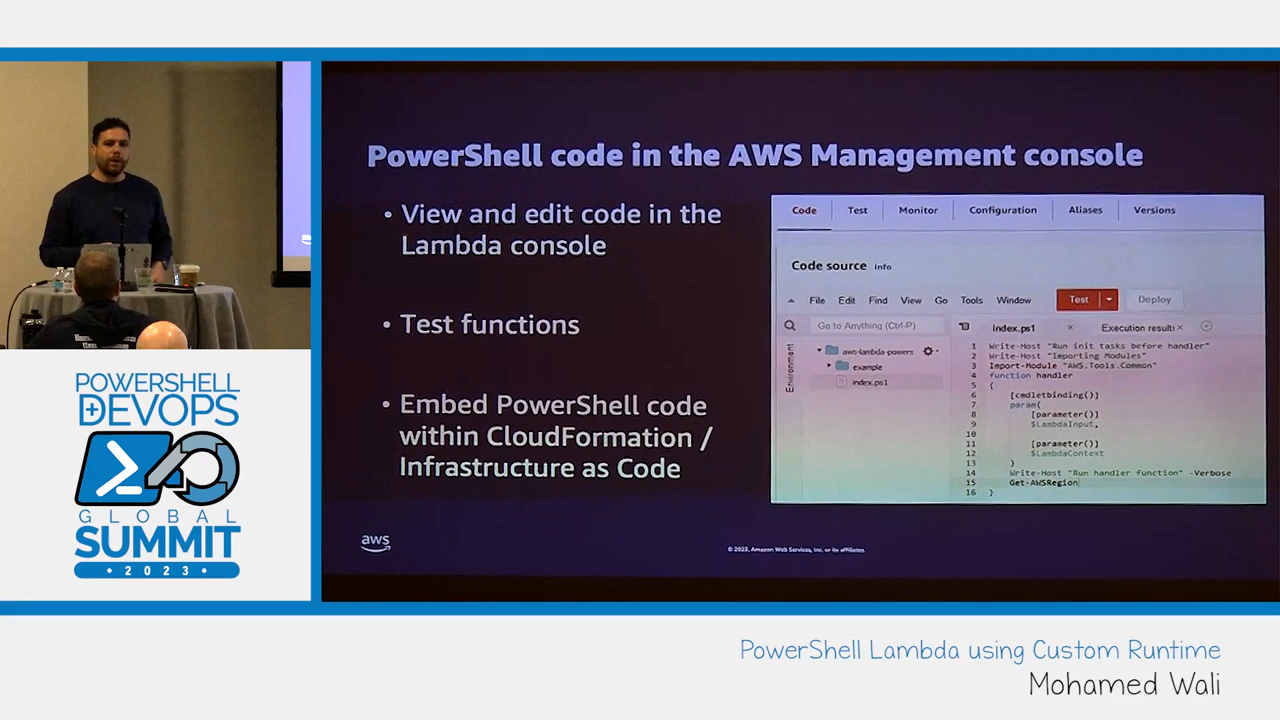 PowerShell code in the AWS Management console
• View and edit code in the
Lambda console
• Test functions
• Embed PowerShell code
within CloudFormation /
Infrastructure as Code
Code Test Monitor Configuration Aliases Versions
Code source Info
File Edit Find View Go Tools Window Test Deploy
Go to Anything (Ctrl-P)
index.ps1 × Execution results ×
Environment
aws-lambda-powers
example
index.ps1
1 Write-Host "Run init tasks before handler"
2 Write-Host "Importing Modules"
3 Import-Module "AWS.Tools.Common"
4 function handler
5 {
6 [cmdletbinding()]
7 param(
8 [parameter()]
9 $LambdaInput,
10
11 [parameter()]
12 $LambdaContext
13 )
14 Write-Host "Run handler function" -Verbose
15 Get-AWSRegion
16 }
aws
© 2023, Amazon Web Services, Inc. or its affiliates.
POWERSHELL
DEVOPS
GLOBAL
SUMMIT
• 2023 •
PowerShell Lambda using Custom Runtime
Mohamed Wali